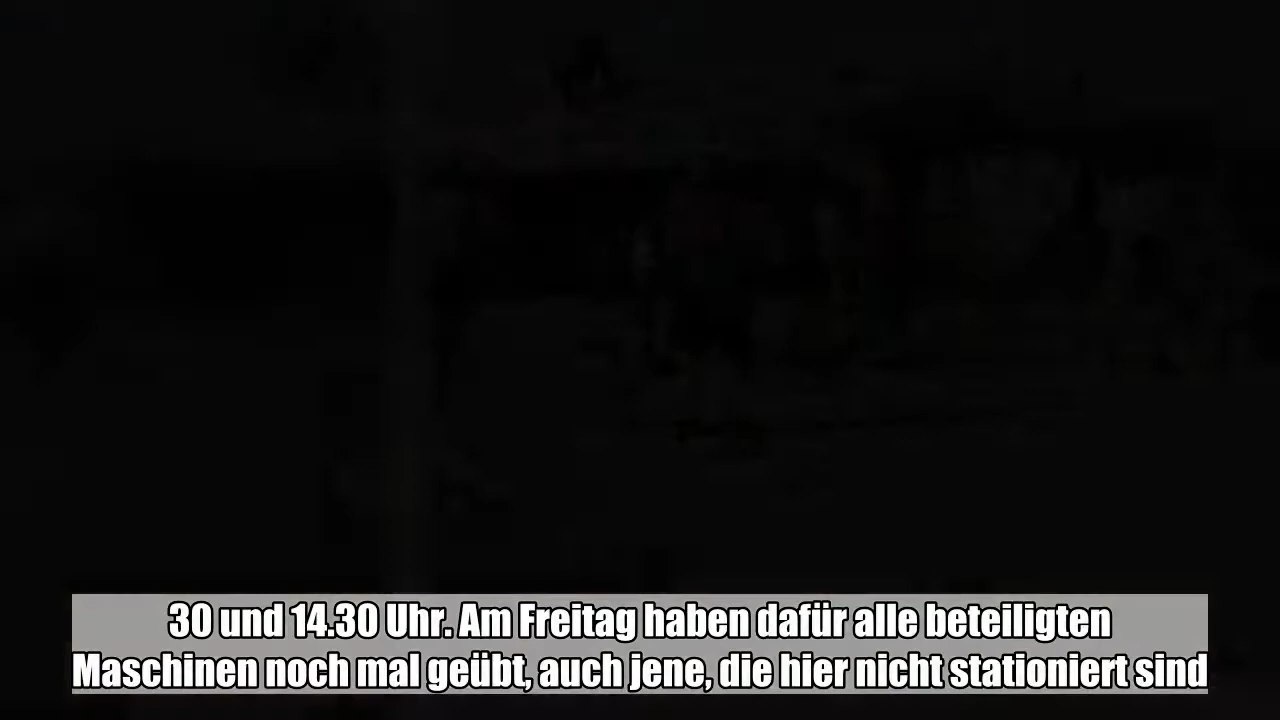 30 und 14.30 Uhr. Am Freitag haben dafür alle beteiligten
Maschinen noch mal geübt, auch jene, die hier nicht stationiert sind